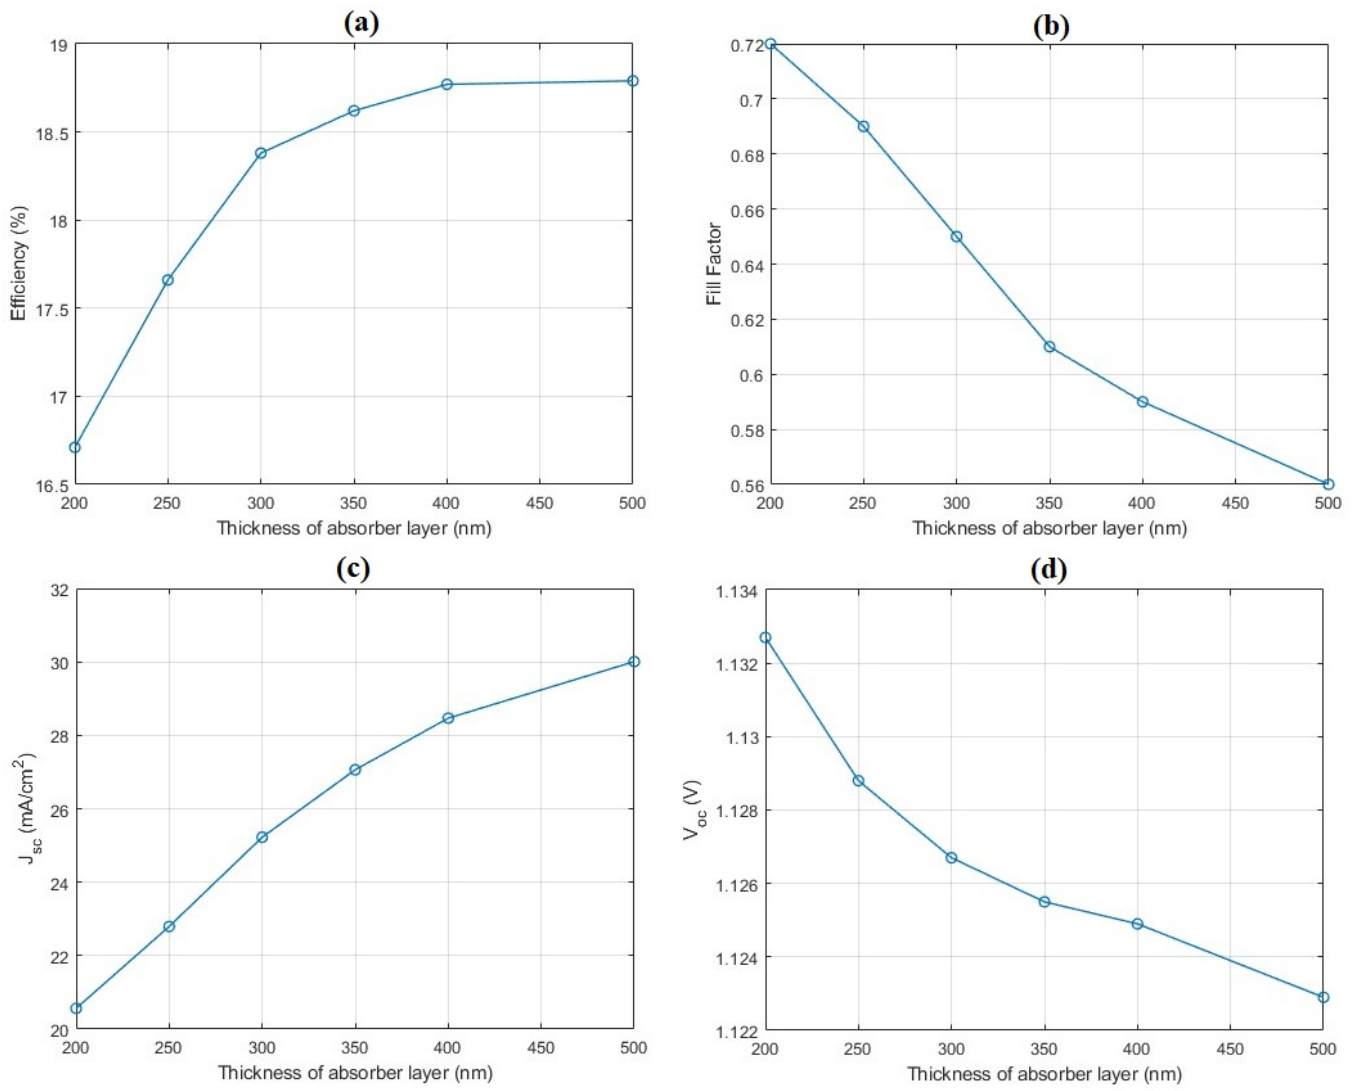 (a)
19
18.5
18
17.5
17
16.5
Efficiency (%)
200 250 300 350 400 450 500
Thickness of absorber layer (nm)
(b)
0.72
0.7
0.68
0.66
0.64
0.62
0.6
0.58
0.56
Fill Factor
200 250 300 350 400 450 500
Thickness of absorber layer (nm)
(c)
32
30
28
26
24
22
20
J_sc (mA/cm²)
200 250 300 350 400 450 500
Thickness of absorber layer (nm)
(d)
1.134
1.132
1.13
1.128
1.126
1.124
1.122
V_oc (V)
200 250 300 350 400 450 500
Thickness of absorber layer (nm)